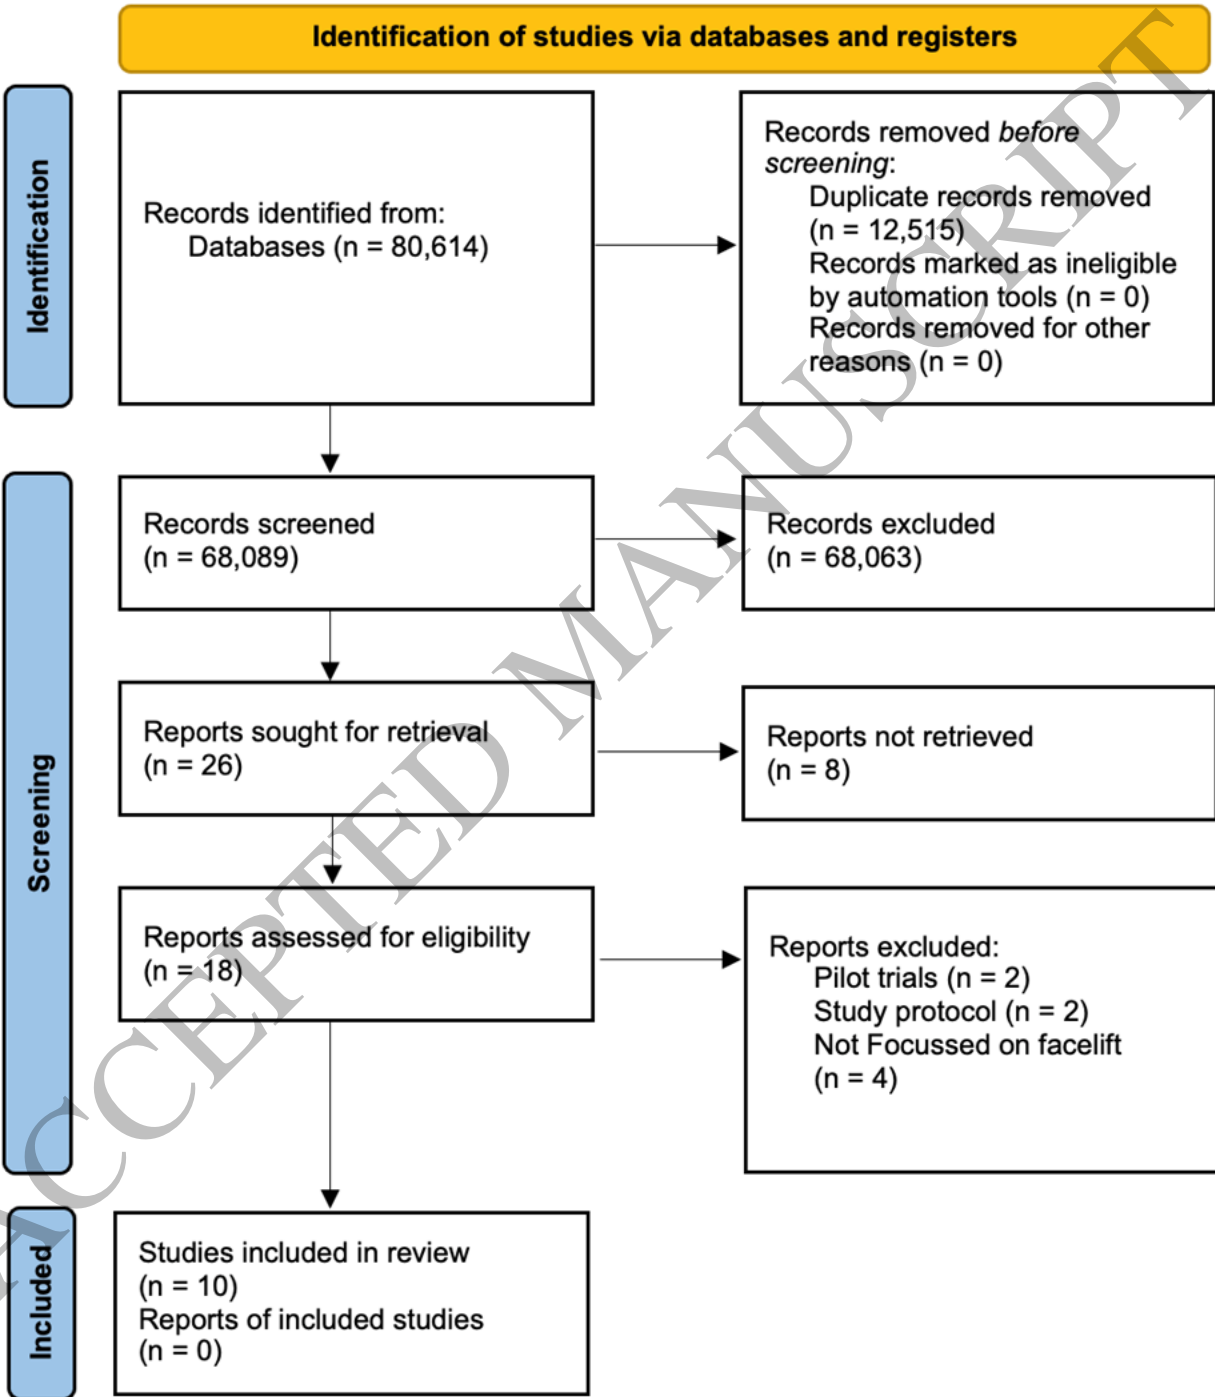 Identification of studies via databases and registers
Identification
Records identified from:
Databases (n = 80,614)
Records removed before
screening:
Duplicate records removed
(n = 12,515)
Records marked as ineligible
by automation tools (n = 0)
Records removed for other
reasons (n = 0)
Screening
Records screened
(n = 68,089)
Records excluded
(n = 68,063)
Reports sought for retrieval
(n = 26)
Reports not retrieved
(n = 8)
Reports assessed for eligibility
(n = 18)
Reports excluded:
Pilot trials (n = 2)
Study protocol (n = 2)
Not Focussed on facelift
(n = 4)
Included
Studies included in review
(n = 10)
Reports of included studies
(n = 0)
ACCEPTED MANUSCRIPT